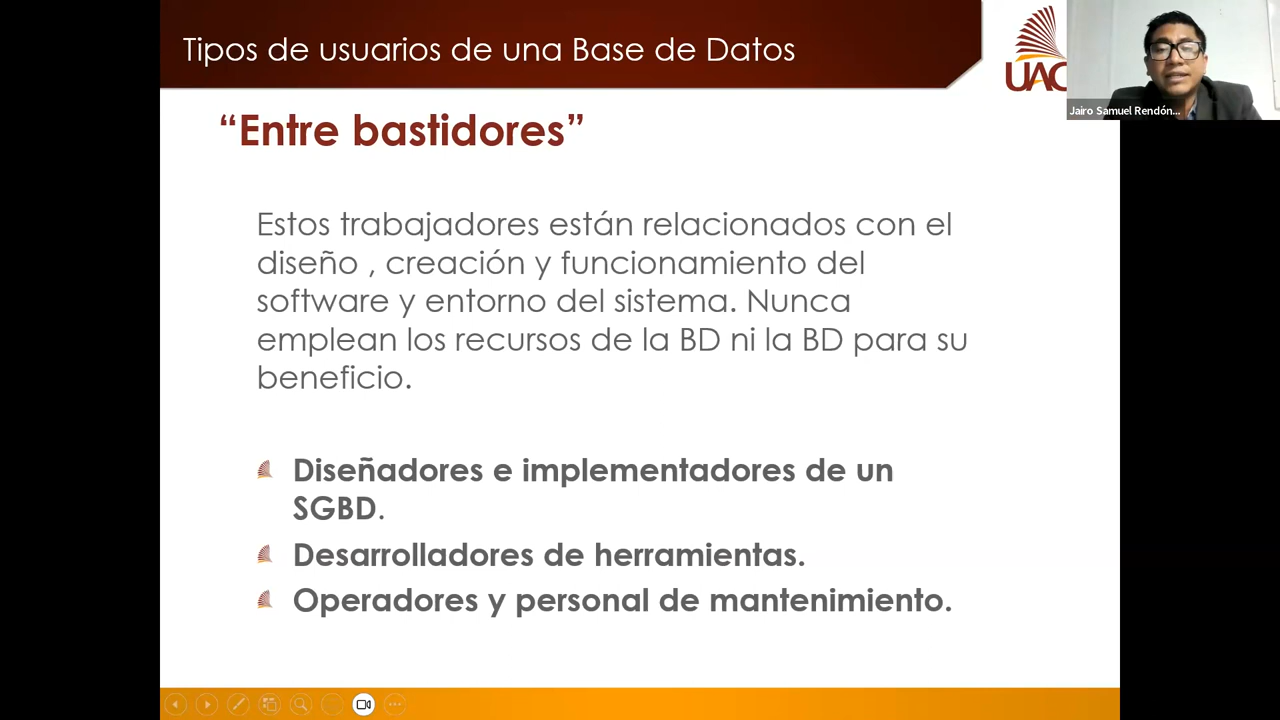 Tipos de usuarios de una Base de Datos
UAC
Jairo Samuel Rendón...
“Entre bastidores”
Estos trabajadores están relacionados con el
diseño , creación y funcionamiento del
software y entorno del sistema. Nunca
emplean los recursos de la BD ni la BD para su
beneficio.
Diseñadores e implementadores de un
SGBD.
Desarrolladores de herramientas.
Operadores y personal de mantenimiento.